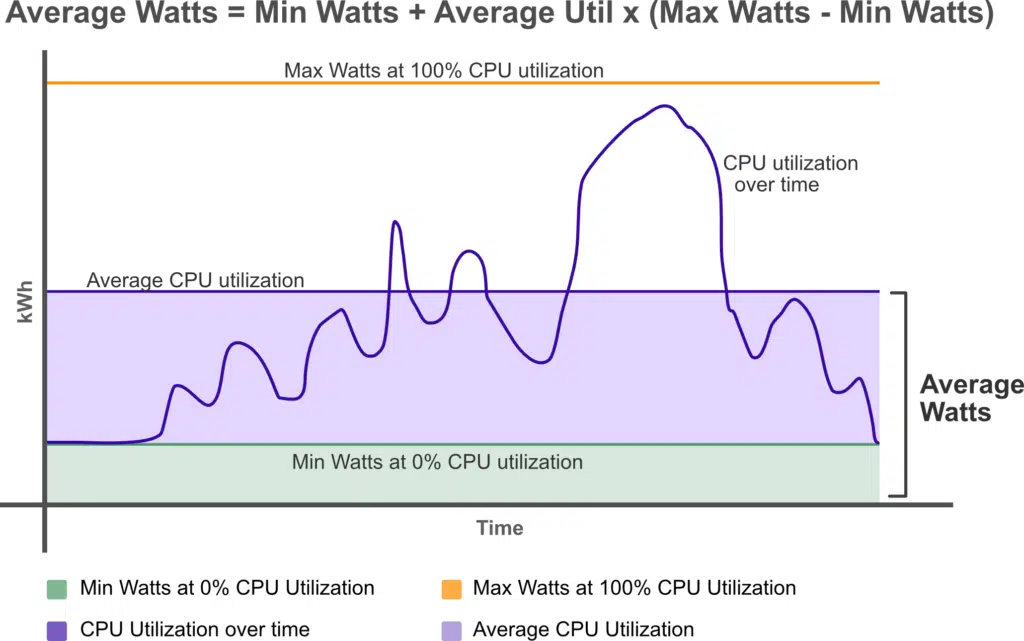 Average Watts = Min Watts + Average Util x (Max Watts - Min Watts)
Max Watts at 100% CPU utilization
CPU utilization
over time
Average CPU utilization
kWh
Average
Watts
Min Watts at 0% CPU utilization
Time
Min Watts at 0% CPU Utilization
Max Watts at 100% CPU Utilization
CPU Utilization over time
Average CPU Utilization